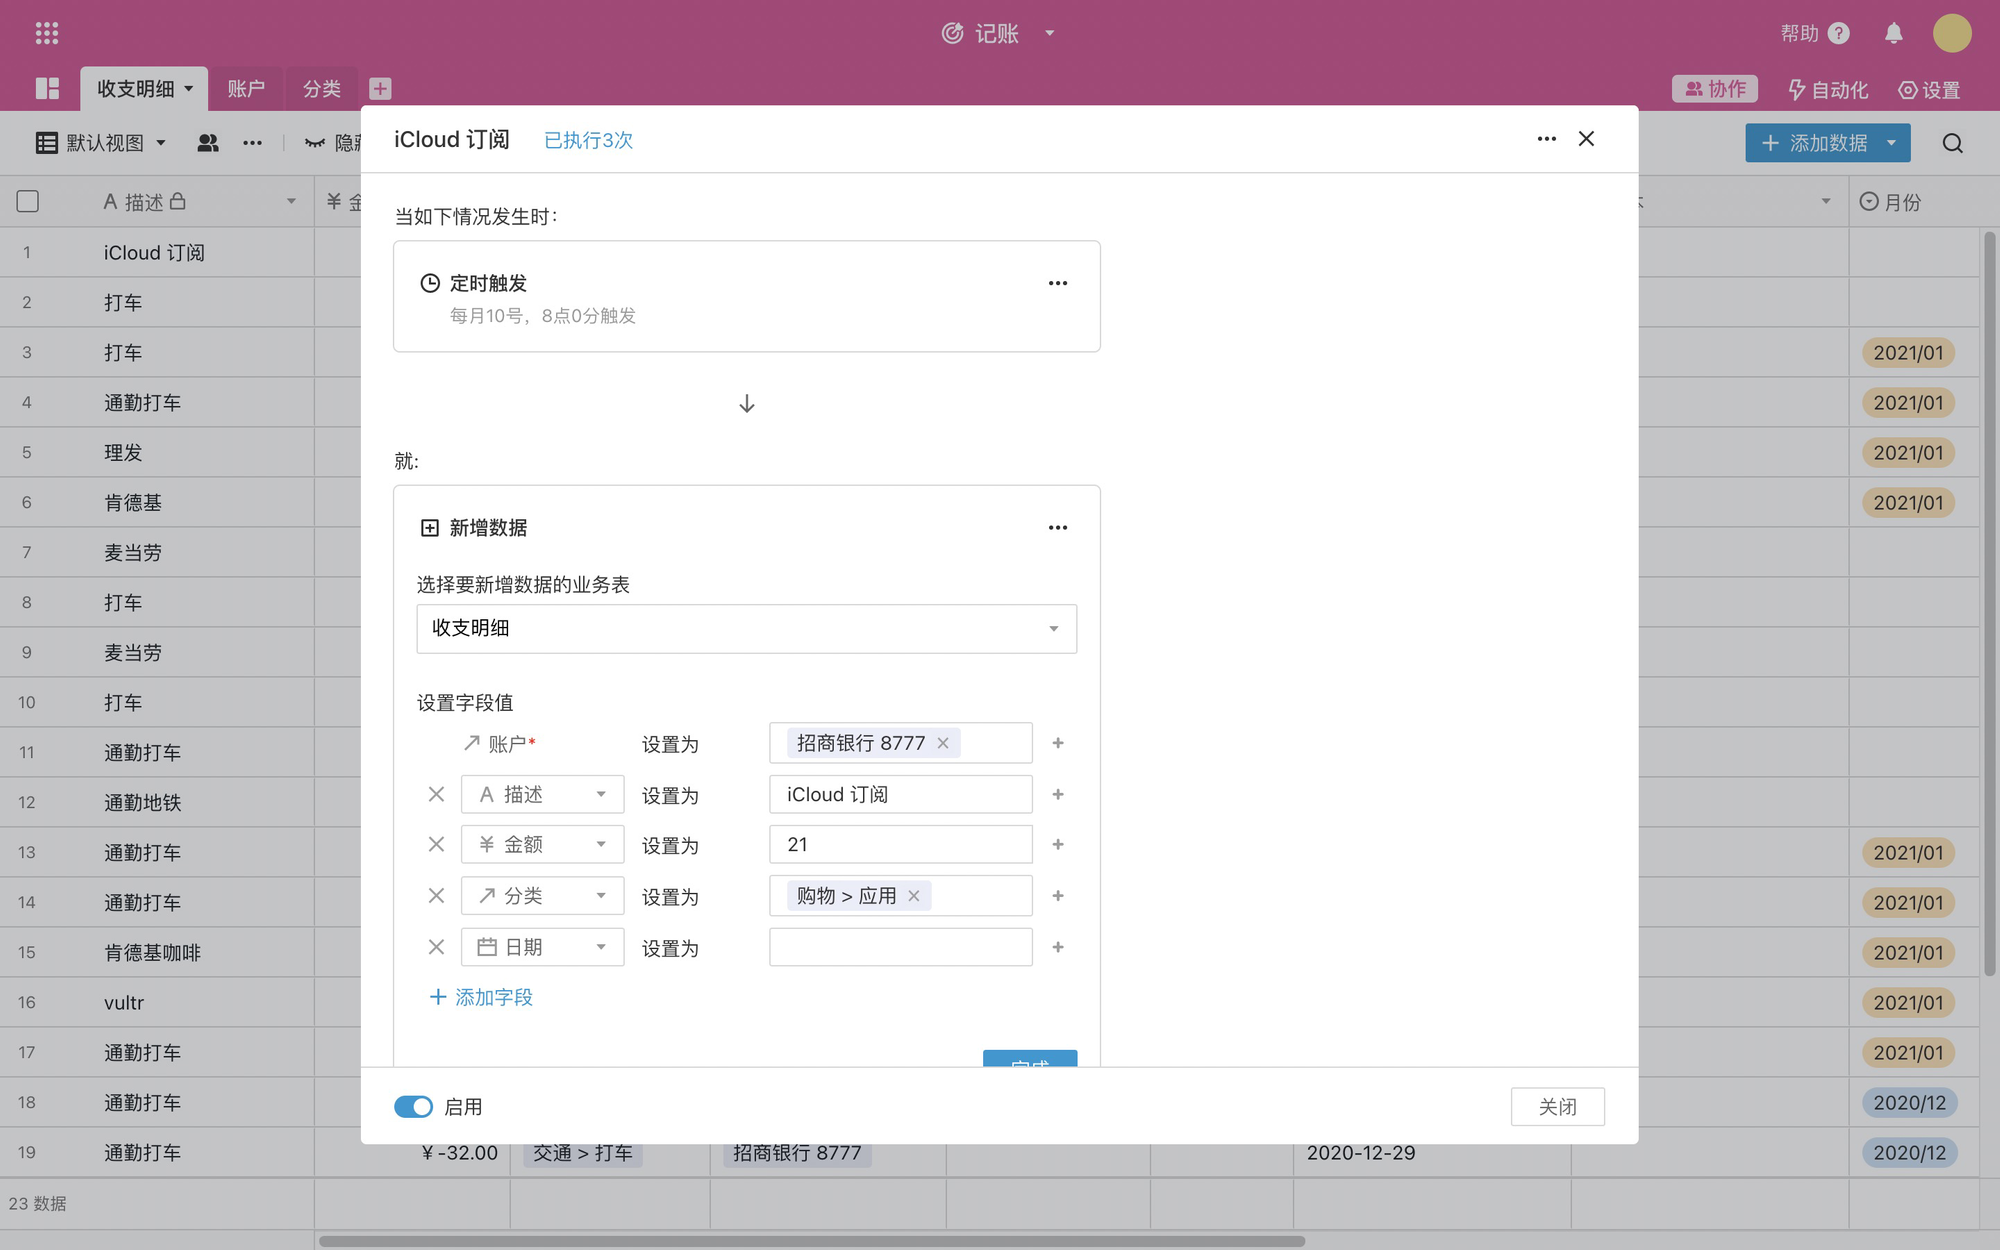 记账
帮助
收支明细
账户
分类
协作
自动化
设置
默认视图
添加数据
A 描述
¥
月份
1 iCloud 订阅
2 打车
3 打车 2021/01
4 通勤打车 2021/01
5 理发 2021/01
6 肯德基 2021/01
7 麦当劳
8 打车
9 麦当劳
10 打车
11 通勤打车
12 通勤地铁
13 通勤打车 2021/01
14 通勤打车 2021/01
15 肯德基咖啡 2021/01
16 vultr 2021/01
17 通勤打车 2021/01
18 通勤打车 2020/12
19 通勤打车 ¥-32.00 交通 > 打车 招商银行 8777 2020-12-29 2020/12
23 数据
iCloud 订阅 已执行3次
当如下情况发生时:
定时触发
每月10号，8点0分触发
就:
新增数据
选择要新增数据的业务表
收支明细
设置字段值
账户* 设置为 招商银行 8777
A 描述 设置为 iCloud 订阅
¥ 金额 设置为 21
分类 设置为 购物 > 应用
日期 设置为
添加字段
启用
关闭